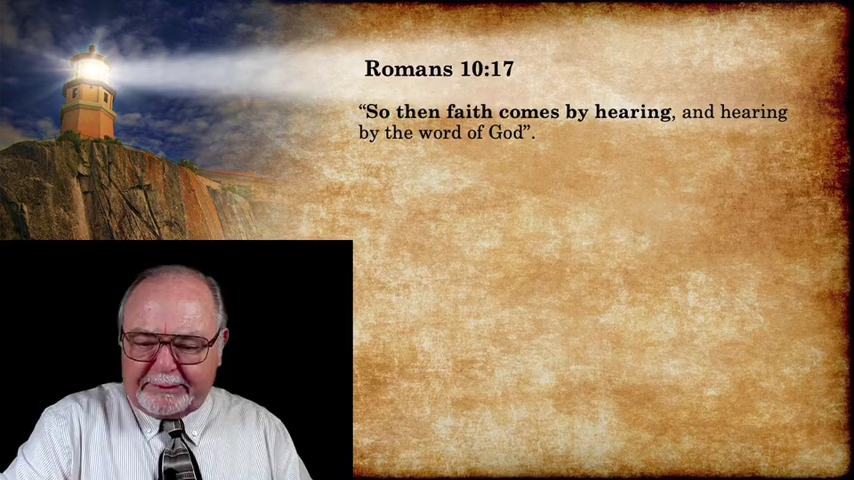 Romans 10:17
“So then faith comes by hearing, and hearing
by the word of God”.